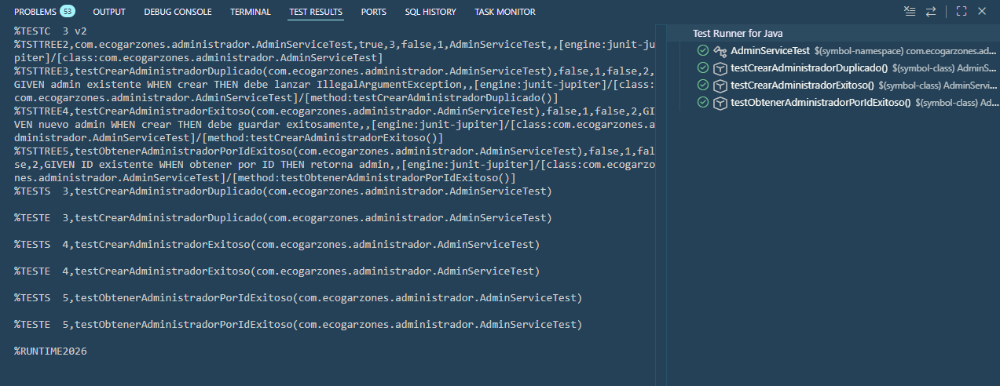 PROBLEMS 53 OUTPUT DEBUG CONSOLE TERMINAL TEST RESULTS PORTS SQL HISTORY TASK MONITOR
%TESTC  3 v2
%TSTTREE2,com.ecogarzones.administrador.AdminServiceTest,true,3,false,1,AdminServiceTest,,[engine:junit-ju
piter]/[class:com.ecogarzones.administrador.AdminServiceTest]
%TSTTREE3,testCrearAdministradorDuplicado(com.ecogarzones.administrador.AdminServiceTest),false,1,false,2,
GIVEN admin existente WHEN crear THEN debe lanzar IllegalArgumentException,,[engine:junit-jupiter]/[class:
com.ecogarzones.administrador.AdminServiceTest]/[method:testCrearAdministradorDuplicado()]
%TSTTREE4,testCrearAdministradorExitoso(com.ecogarzones.administrador.AdminServiceTest),false,1,false,2,GI
VEN nuevo admin WHEN crear THEN debe guardar exitosamente,,[engine:junit-jupiter]/[class:com.ecogarzones.a
dministrador.AdminServiceTest]/[method:testCrearAdministradorExitoso()]
%TSTTREE5,testObtenerAdministradorPorIdExitoso(com.ecogarzones.administrador.AdminServiceTest),false,1,fal
se,2,GIVEN ID existente WHEN obtener por ID THEN retorna admin,,[engine:junit-jupiter]/[class:com.ecogarzo
nes.administrador.AdminServiceTest]/[method:testObtenerAdministradorPorIdExitoso()]
%TESTS  3,testCrearAdministradorDuplicado(com.ecogarzones.administrador.AdminServiceTest)
%TESTE  3,testCrearAdministradorDuplicado(com.ecogarzones.administrador.AdminServiceTest)
%TESTS  4,testCrearAdministradorExitoso(com.ecogarzones.administrador.AdminServiceTest)
%TESTE  4,testCrearAdministradorExitoso(com.ecogarzones.administrador.AdminServiceTest)
%TESTS  5,testObtenerAdministradorPorIdExitoso(com.ecogarzones.administrador.AdminServiceTest)
%TESTE  5,testObtenerAdministradorPorIdExitoso(com.ecogarzones.administrador.AdminServiceTest)
%RUNTIME2026
Test Runner for Java
AdminServiceTest $(symbol-namespace) com.ecogarzones.ad...
testCrearAdministradorDuplicado() $(symbol-class) AdminS...
testCrearAdministradorExitoso() $(symbol-class) AdminServi...
testObtenerAdministradorPorIdExitoso() $(symbol-class) Ad...